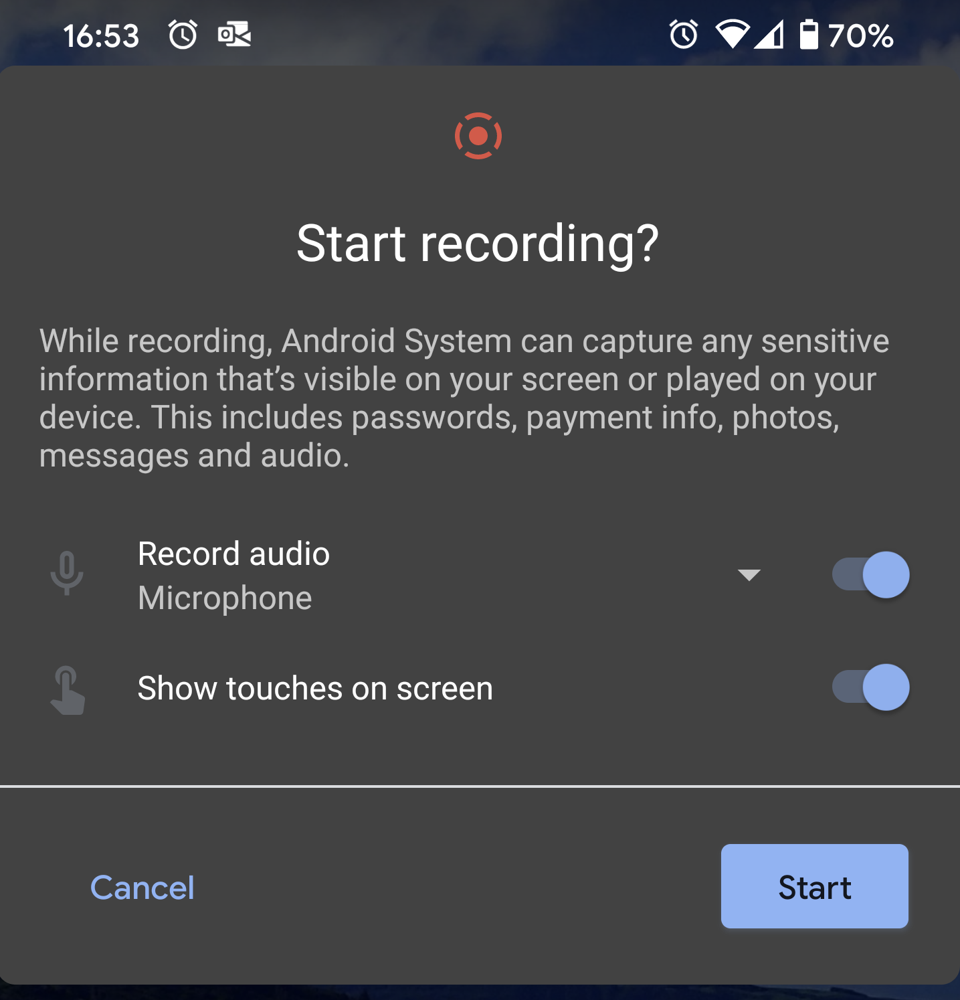 16:53 70%
Start recording?
While recording, Android System can capture any sensitive
information that’s visible on your screen or played on your
device. This includes passwords, payment info, photos,
messages and audio.
Record audio
Microphone
Show touches on screen
Cancel Start